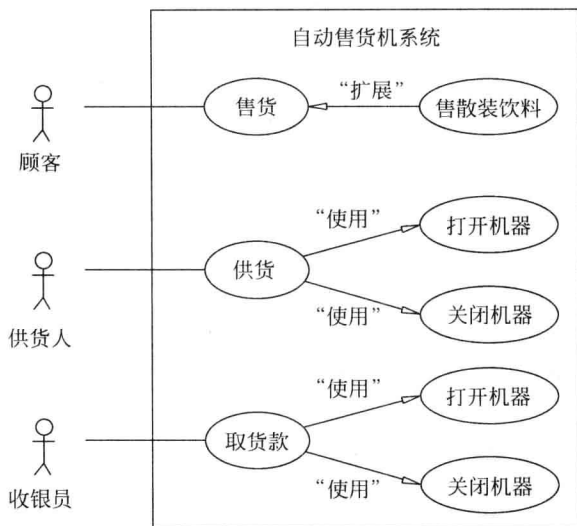 自动售货机系统
“扩展”
售货
售散装饮料
顾客
“使用”
打开机器
供货
“使用”
关闭机器
供货人
“使用”
打开机器
取货款
“使用”
关闭机器
收银员